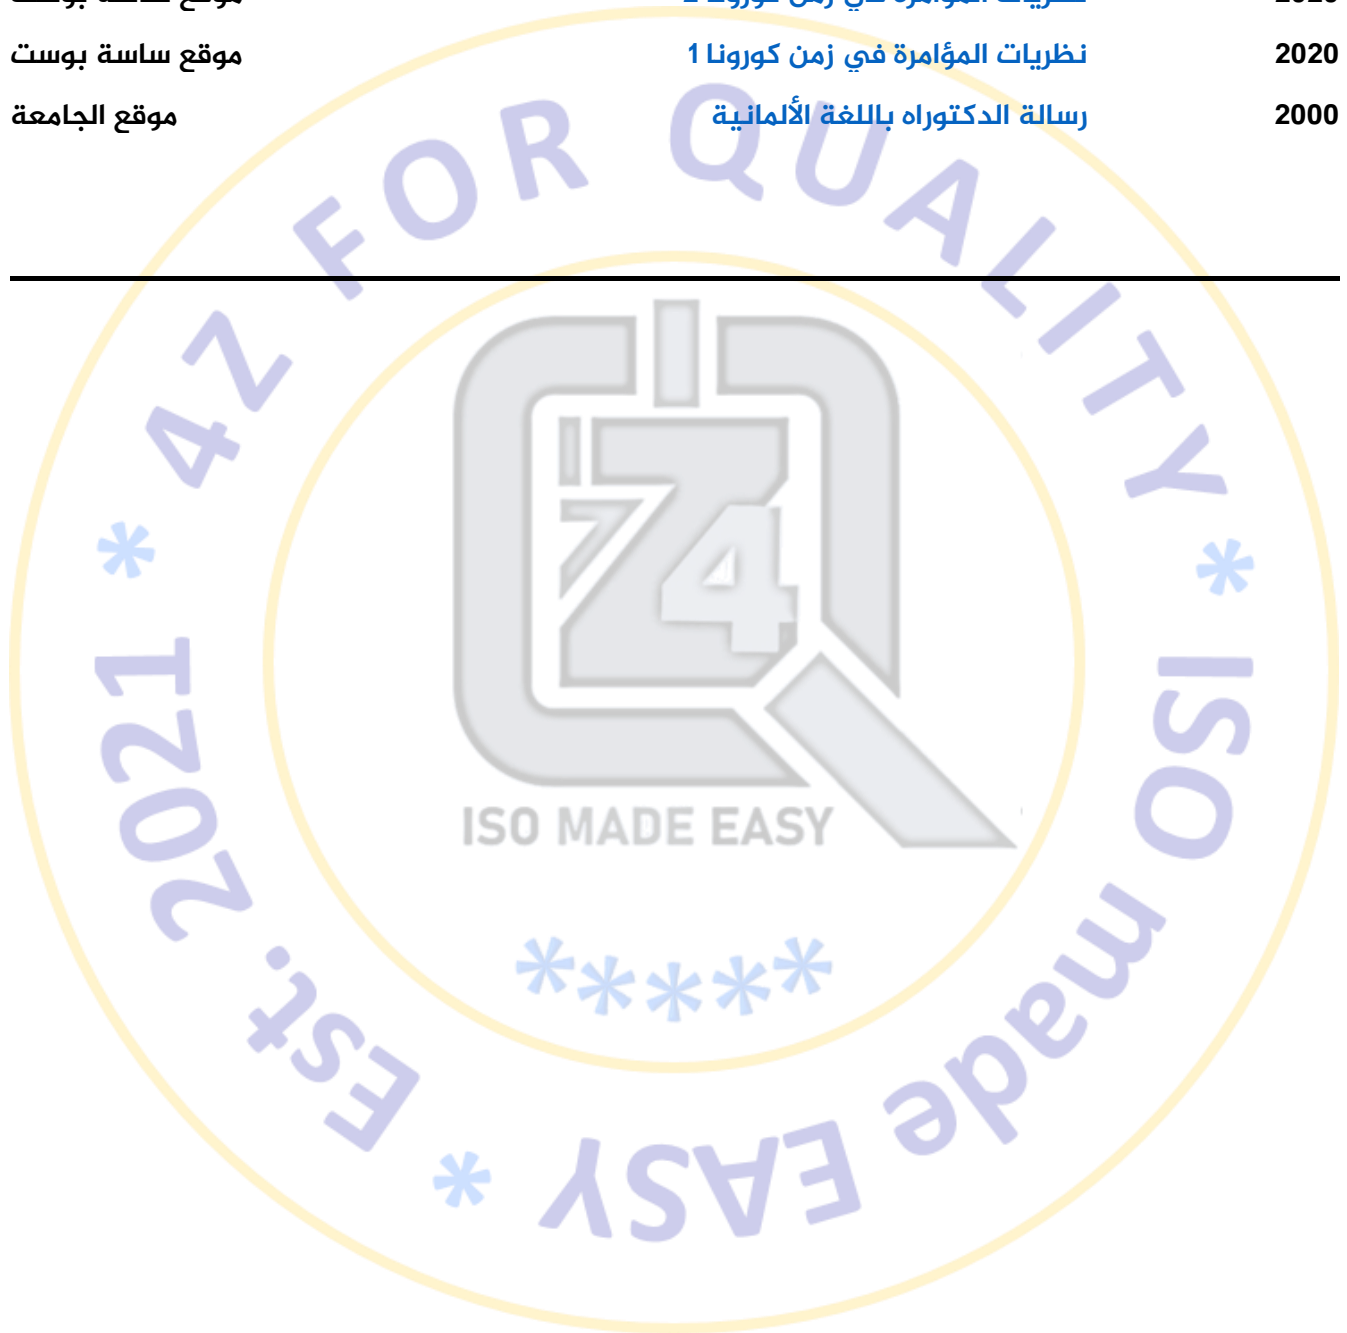 2020 نظريات المؤامرة في زمن كورونا 1 موقع ساسة بوست
2000 رسالة الدكتوراه باللغة الألمانية موقع الجامعة
4Z FOR QUALITY * ISO made EASY * Est. 2021 *
Z4
ISO MADE EASY
*****